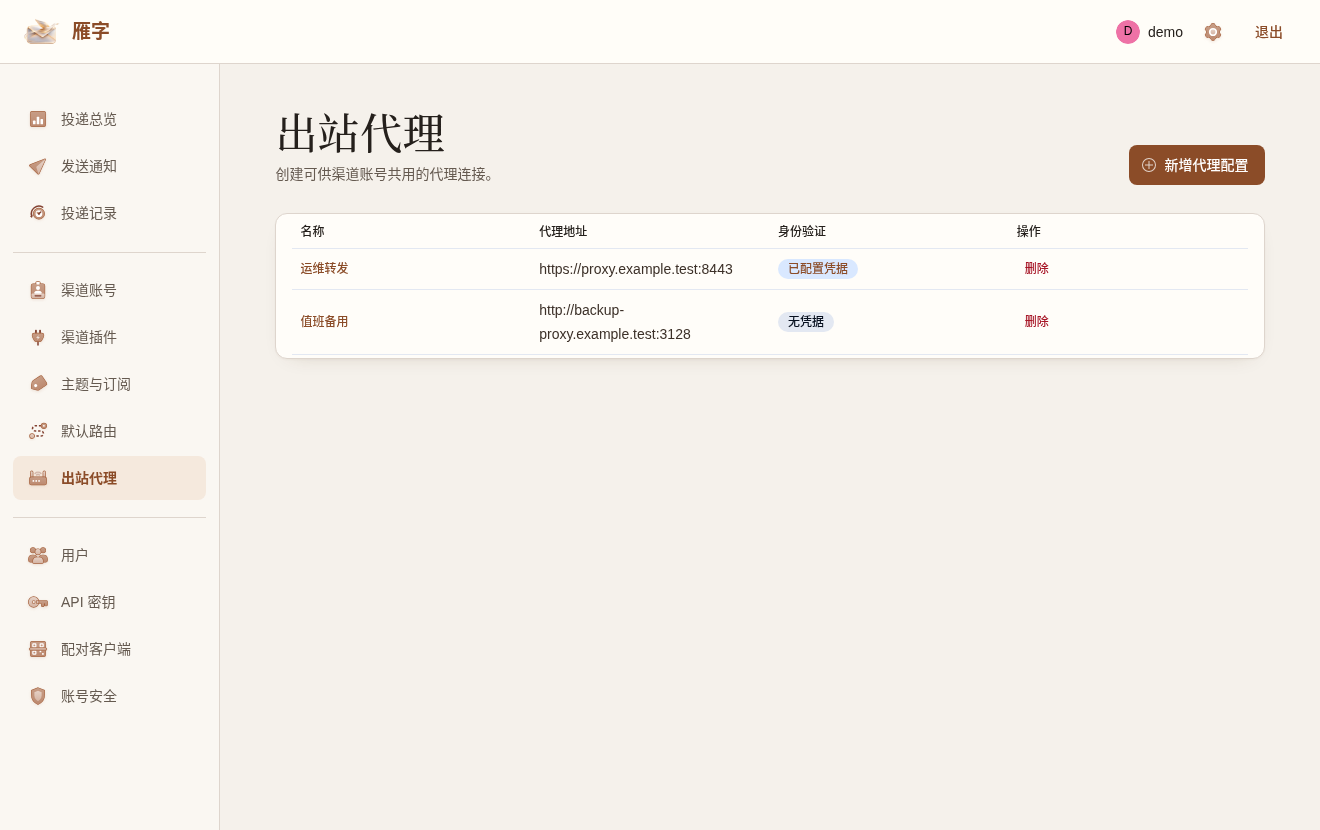 雁字
D demo 退出
投递总览
发送通知
投递记录
渠道账号
渠道插件
主题与订阅
默认路由
出站代理
用户
API 密钥
配对客户端
账号安全
出站代理
创建可供渠道账号共用的代理连接。
新增代理配置
名称 代理地址 身份验证 操作
运维转发 https://proxy.example.test:8443 已配置凭据 删除
值班备用 http://backup-
proxy.example.test:3128 无凭据 删除